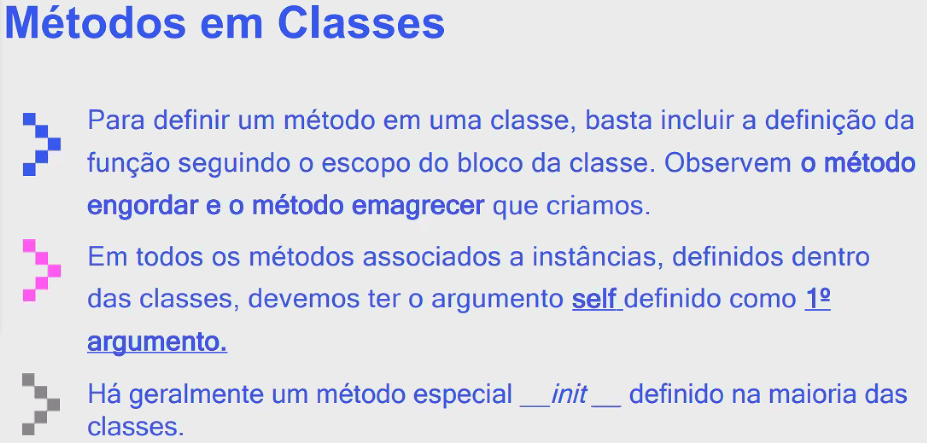 Métodos em Classes
Para definir um método em uma classe, basta incluir a definição da
função seguindo o escopo do bloco da classe. Observem o método
engordar e o método emagrecer que criamos.
Em todos os métodos associados a instâncias, definidos dentro
das classes, devemos ter o argumento self definido como 1º
argumento.
Há geralmente um método especial __init __ definido na maioria das
classes.